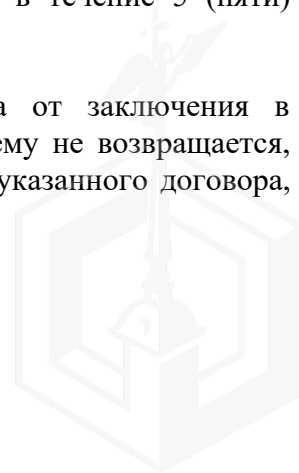 в течение 5 (пяти)
а от заключения в
ему не возвращается,
указанного договора,